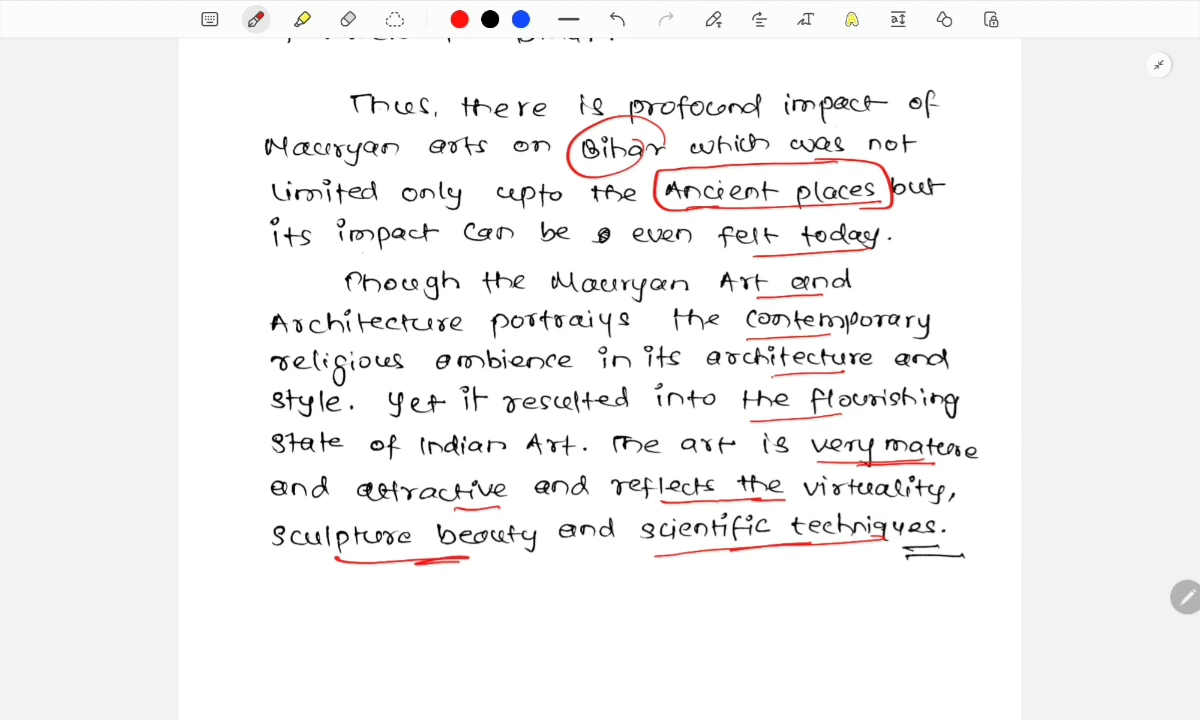 Thus, there is profound impact of
Mauryan arts on Bihar which was not
limited only upto the Ancient places but
its impact can be even felt today.
Though the Mauryan Art and
Architecture portraiys the contemporary
religious ambience in its architecture and
style. Yet it resulted into the flourishing
state of Indian Art. The art is very mature
and attractive and reflects the virtuality,
sculpture beauty and scientific techniques.